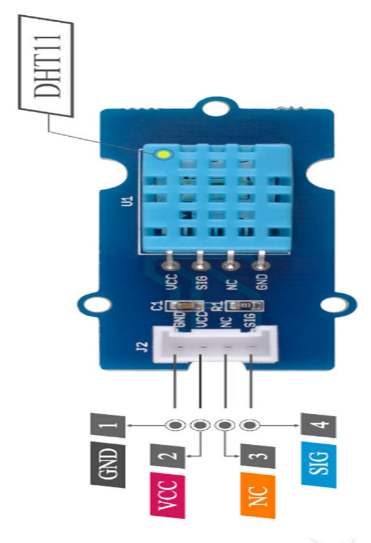 DHT11
U1
VCC
SIG
NC
GND
C1
R1
GND
VCC
NC
SIG
J2
1
GND
2
VCC
3
NC
4
SIG